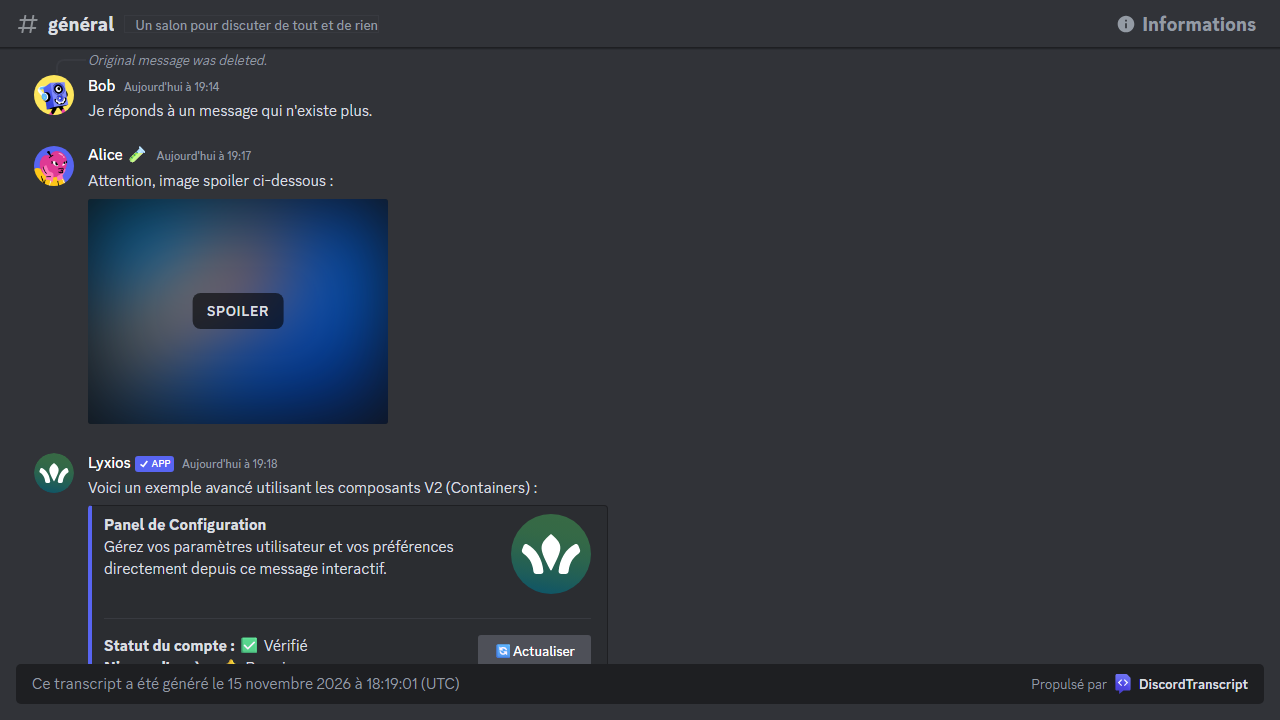 général
Un salon pour discuter de tout et de rien
Informations
Original message was deleted.
Bob Aujourd'hui à 19:14
Je réponds à un message qui n'existe plus.
Alice Aujourd'hui à 19:17
Attention, image spoiler ci-dessous :
SPOILER
Lyxios APP Aujourd'hui à 19:18
Voici un exemple avancé utilisant les composants V2 (Containers) :
Panel de Configuration
Gérez vos paramètres utilisateur et vos préférences
directement depuis ce message interactif.
Statut du compte : ✅ Vérifié
Actualiser
Ce transcript a été généré le 15 novembre 2026 à 18:19:01 (UTC)
Propulsé par DiscordTranscript